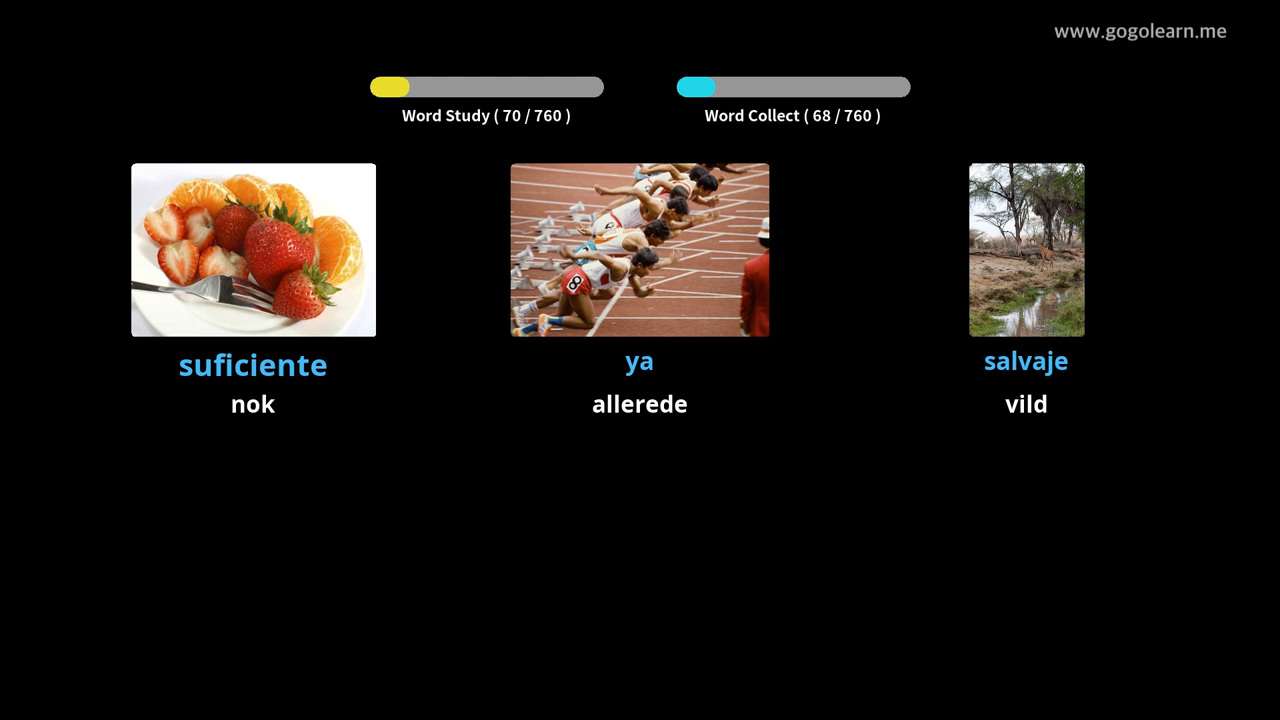 www.gogolearn.me
Word Study ( 70 / 760 )
Word Collect ( 68 / 760 )
suficiente
nok
ya
allerede
salvaje
vild